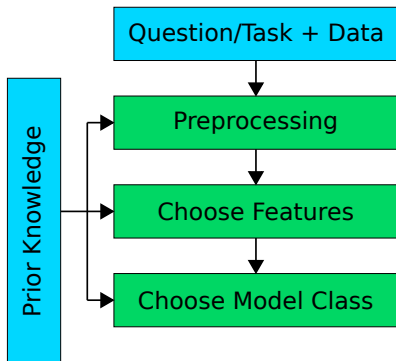 Question/Task + Data
Preprocessing
Choose Features
Choose Model Class
Prior Knowledge